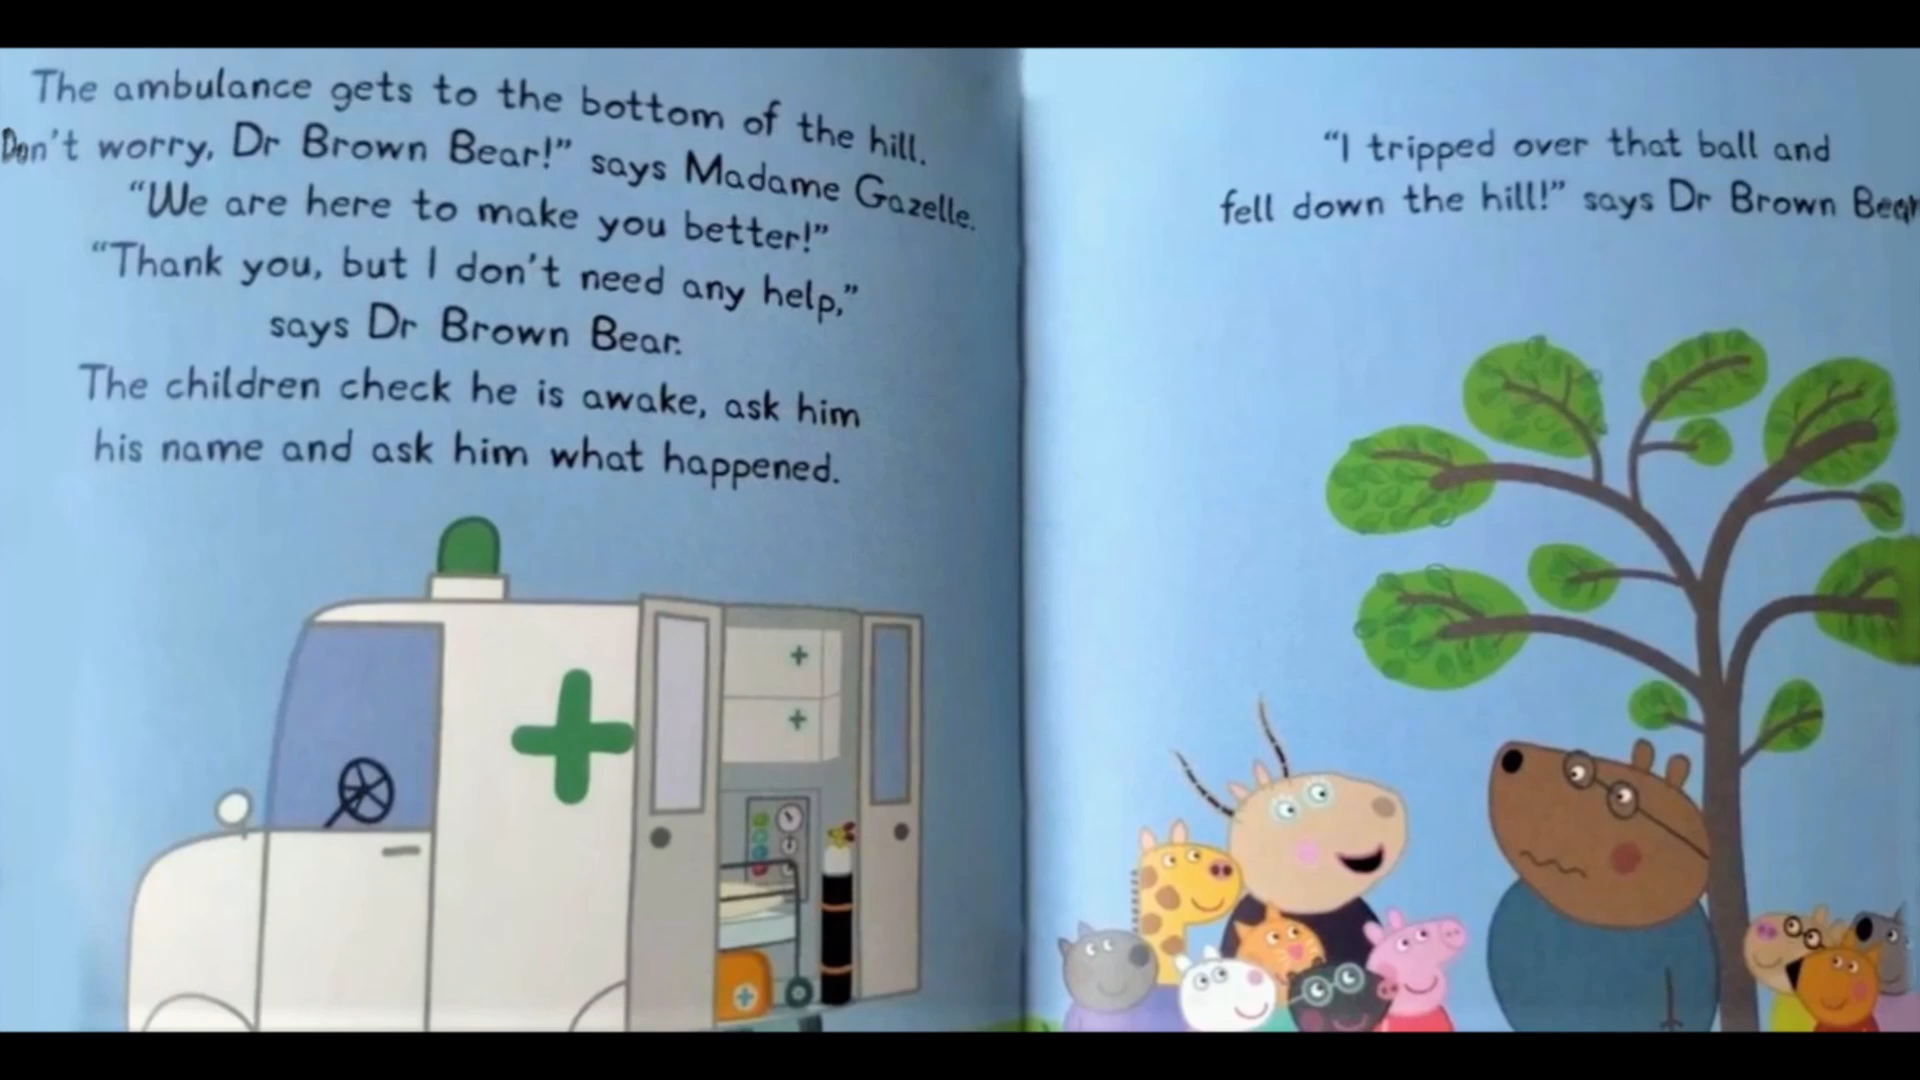 The ambulance gets to the bottom of the hill.
Don't worry, Dr Brown Bear!" says Madame Gazelle.
"We are here to make you better!"
"Thank you, but I don't need any help,"
says Dr Brown Bear.
The children check he is awake, ask him
his name and ask him what happened.
"I tripped over that ball and
fell down the hill!" says Dr Brown Bear